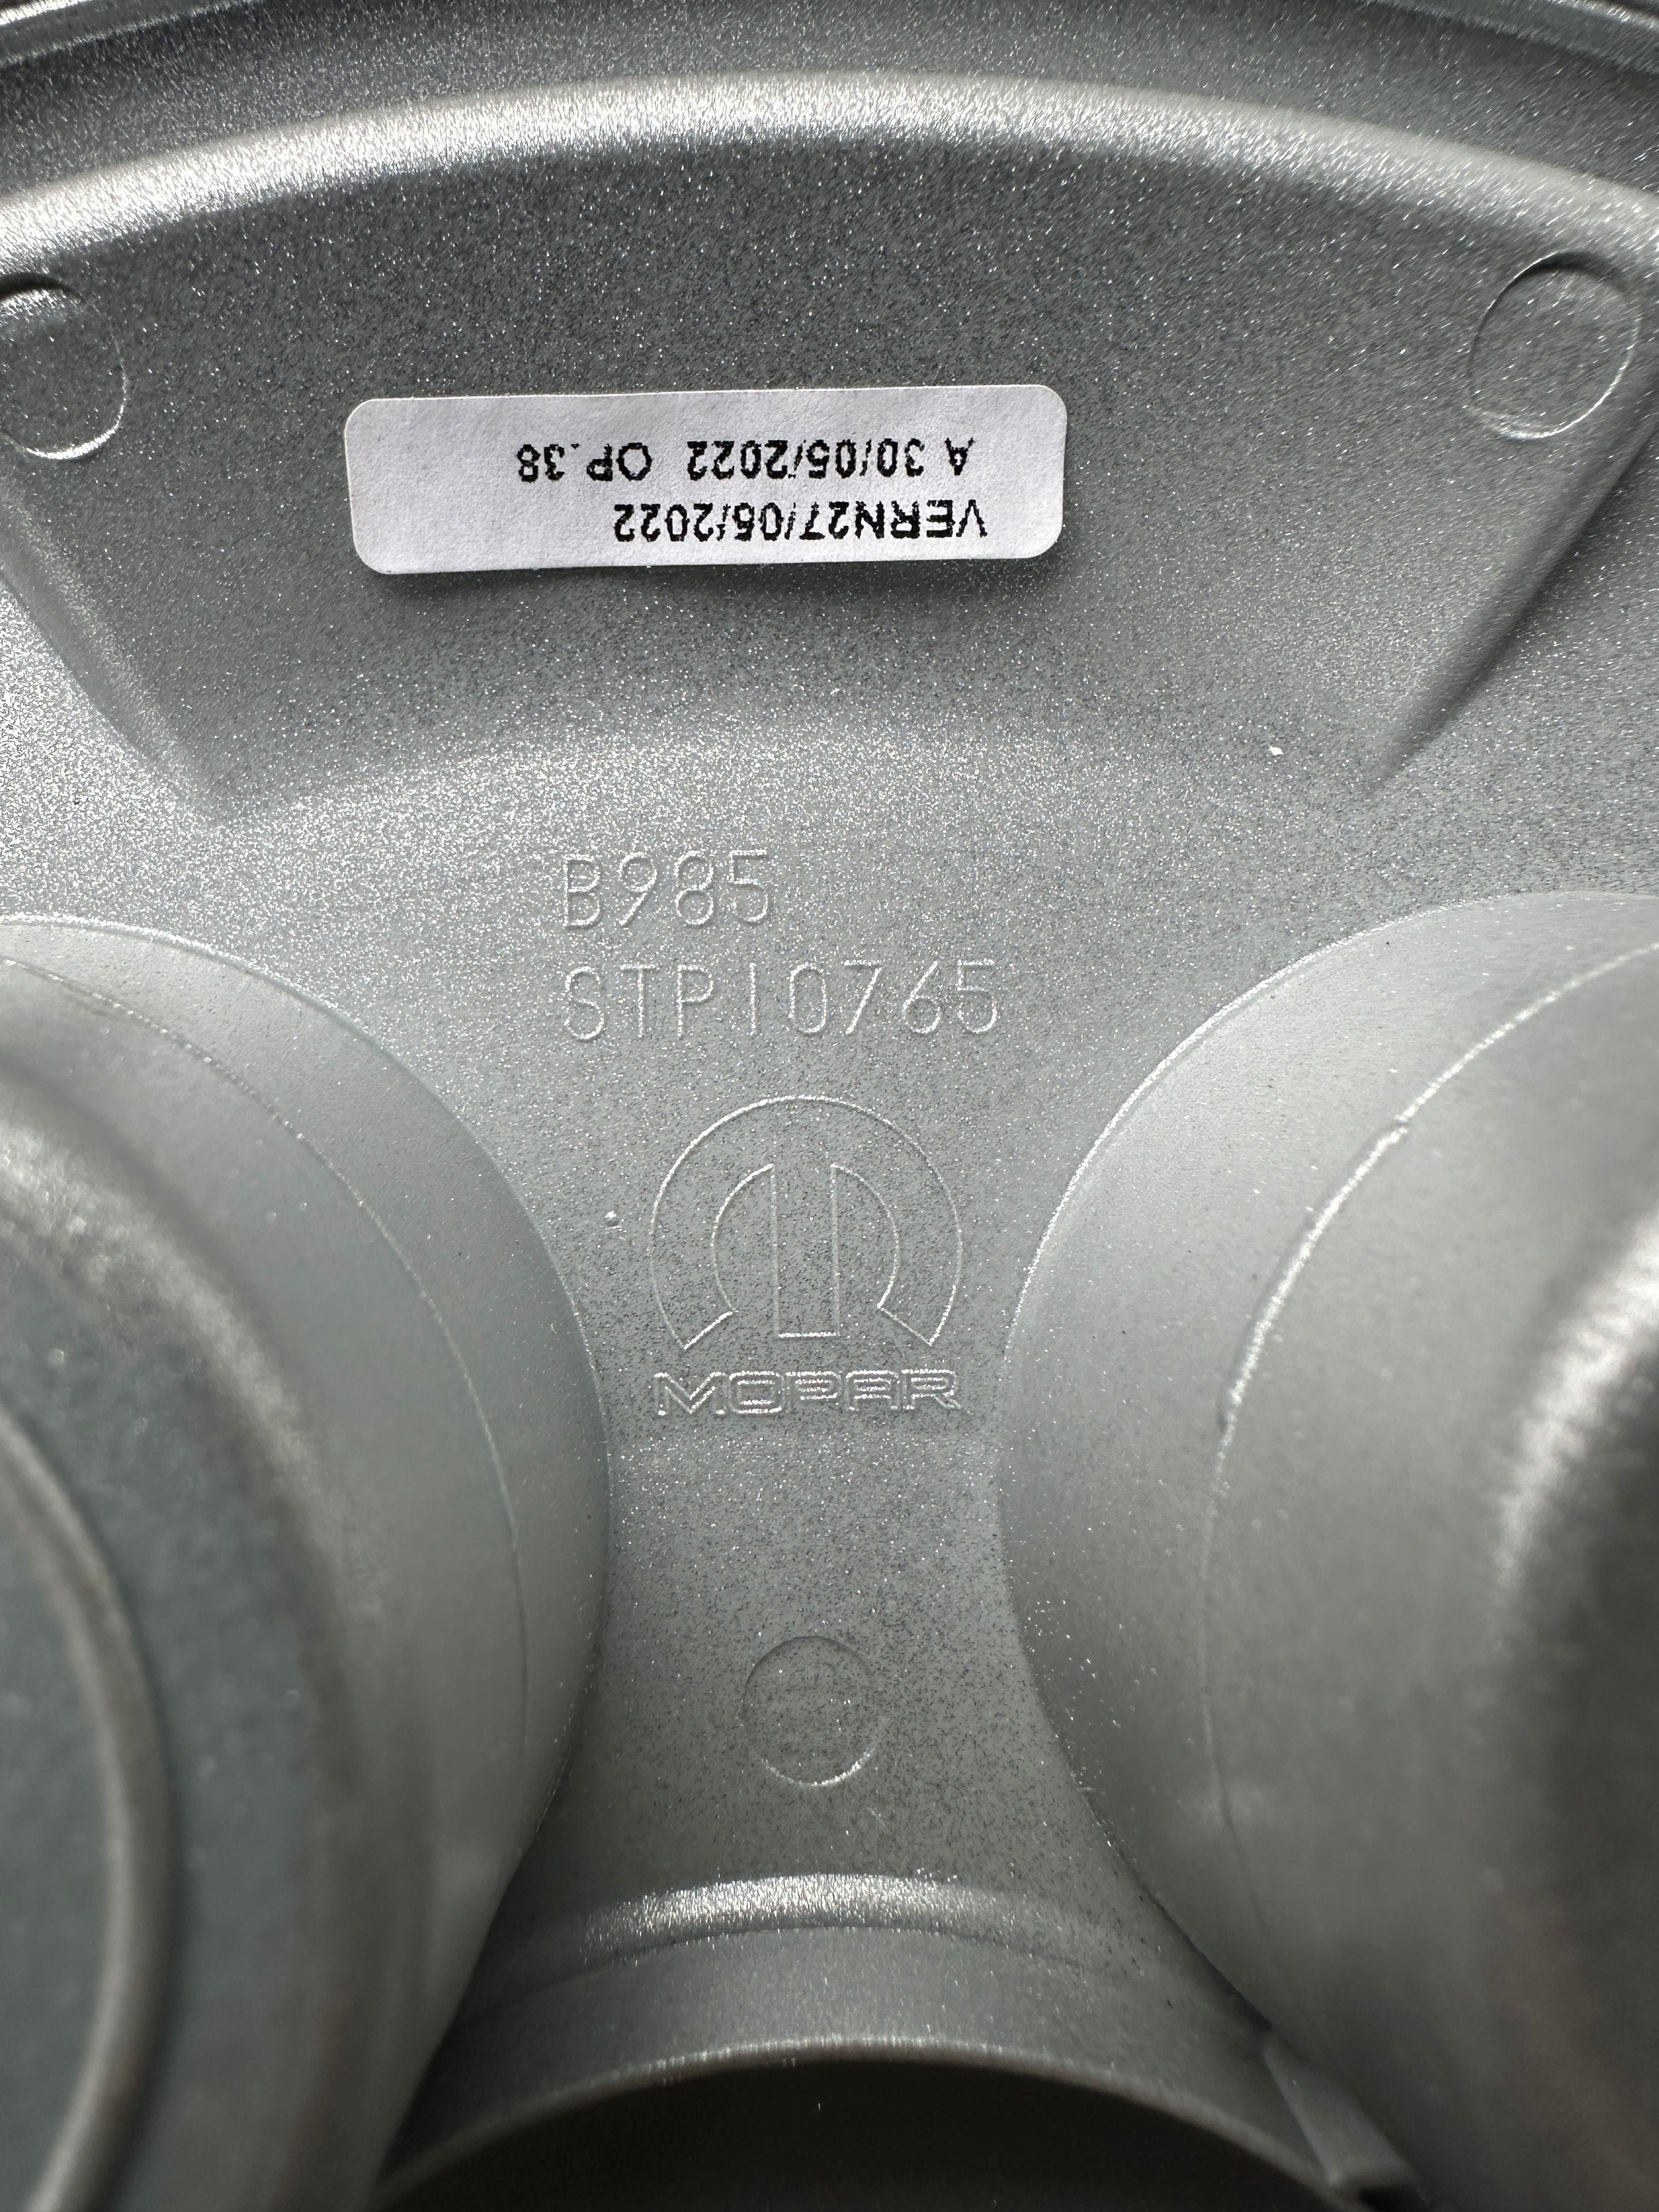 VERN27/05/2022
A 30/05/2022 OP.38
B985
STP10765
MOPAR